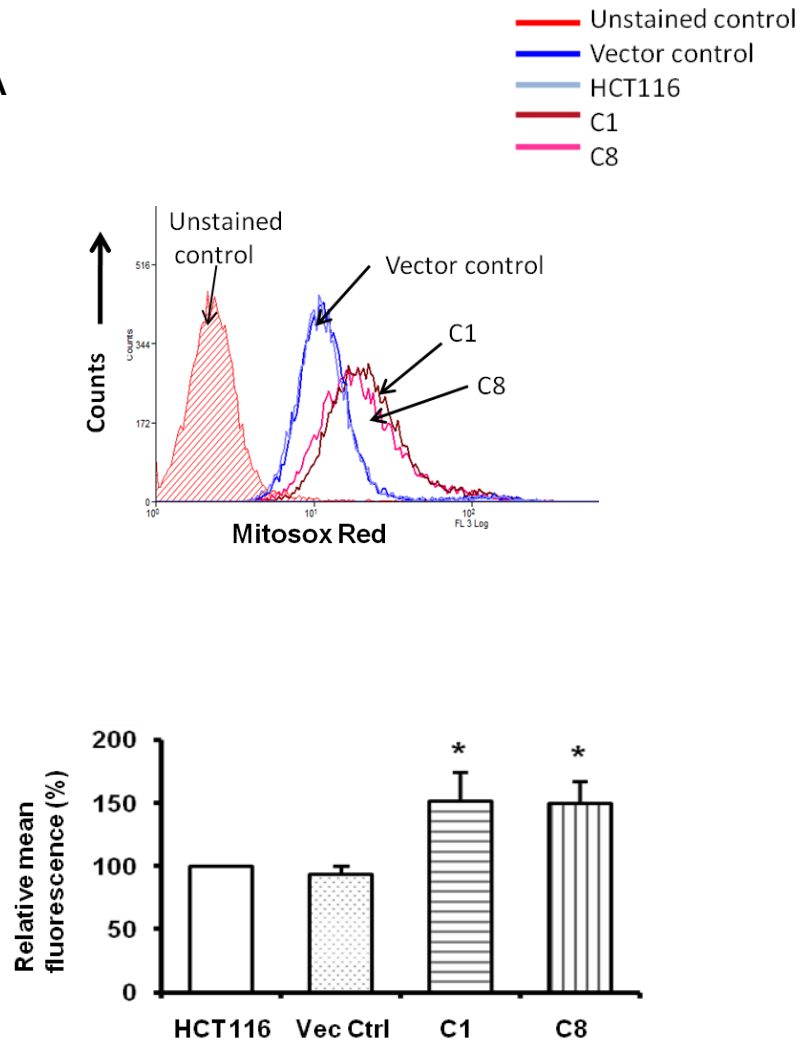 Unstained control
Vector control
HCT116
C1
C8
A
Unstained
control
Vector control
C1
C8
Counts
Counts
516
344
172
0
10⁰
10¹
10²
FL 3 Log
Mitosox Red
Relative mean
fluorescence (%)
200
150
100
50
0
*
*
HCT116 Vec Ctrl C1 C8